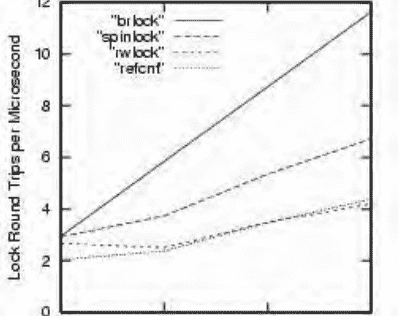 12
10
8
6
4
2
0
Lock Round Trips per Microsecond
"brlock"
"spinlock"
"rwlock"
"refcnt"